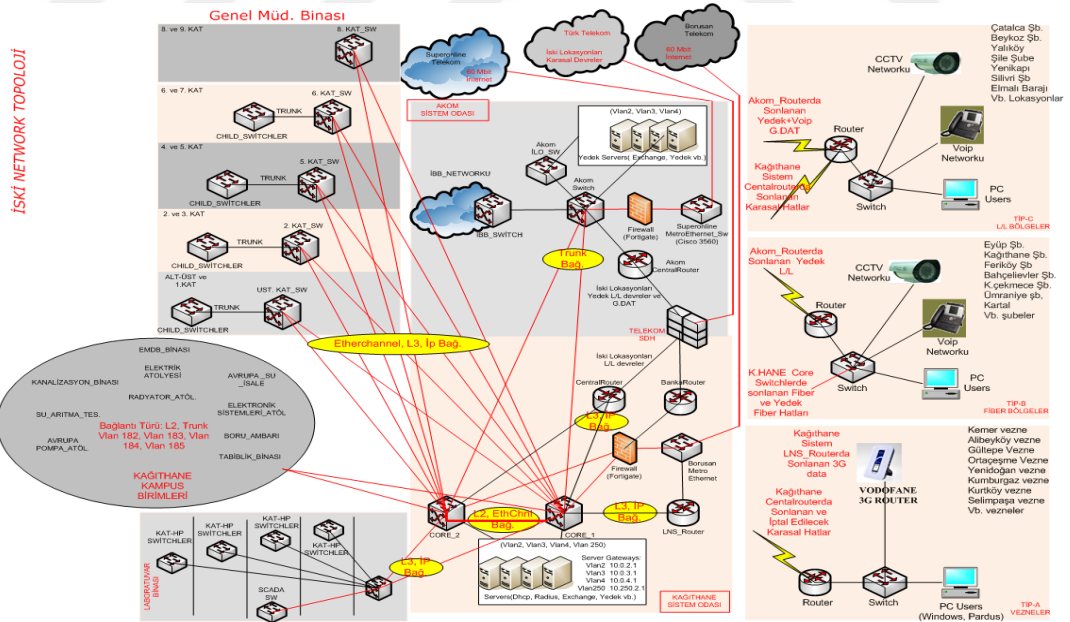 İSKİ NETWORK TOPOLOJİ
Genel Müd. Binası
8. ve 9. KAT
8. KAT_SW
6. ve 7. KAT
6. KAT_SW
TRUNK
CHILD_SWİTCHLER
4 ve 5. KAT
5. KAT_SW
TRUNK
CHILD_SWİTCHLER
2. ve 3. KAT
2. KAT_SW
TRUNK
CHILD_SWİTCHLER
ALT-ÜST ve
1.KAT
UST. KAT_SW
TRUNK
CHILD_SWİTCHLER
Superonline
Telekom
60 Mbit
İnternet
Türk Telekom
İski Lokasyonları
Karasal Devreler
Borusan
Telekom
60 Mbit
İnternet
AKOM
SİSTEM ODASI
(Vlan2, Vlan3, Vlan4)
Yedek Servers( Exchange, Yedek vb.)
Akom
İLO_SW
İBB_NETWORKU
İBB_SWİTCH
Akom
Switch
Firewall
(Fortigate)
Superonline
MetroEthernet_Sw
(Cisco 3560)
Trunk
Bağ.
Akom
CentralRouter
İski Lokasyonları
Yedek L/L devreler ve
G.DAT
TELEKOM
SDH
Etherchannel, L3, İp Bağ.
İski Lokasyonları
L/L devreler
CentralRouter
BankaRouter
L3, İP
Bağ.
Firewall
(Fortigate)
Borusan
Metro
Ethernet
EMDB_BİNASI
KANALİZASYON_BİNASI
ELEKTRİK
ATOLYESİ
AVRUPA _SU
_İSALE
RADYATOR_ATÖL.
SU_ARITMA_TES.
ELEKTRONİK
SİSTEMLERİ_ATÖL
Bağlantı Türü: L2, Trunk
Vlan 182, Vlan 183, Vlan
184, Vlan 185
AVRUPA
POMPA_ATÖL.
BORU_AMBARI
TABİBLİK_BİNASI
KAĞITHANE
KAMPUS
BİRİMLERİ
L2, EthChnl
Bağ.
CORE_2
CORE_1
L3, İP
Bağ.
LNS_Router
L3, İP
Bağ
KAT-HP
SWİTCHLER
KAT-HP
SWİTCHLER
KAT-HP
SWİTCHLER
KAT-HP
SWİTCHLER
LABORATUVAR
BİNASI
SCADA
SW
(Vlan2, Vlan3, Vlan4, Vlan 250)
Server Gateways:
Vlan2 10.0.2.1
Vlan3 10.0.3.1
Vlan4 10.0.4.1
Vlan250 10.250.2.1
Servers(Dhcp, Radius, Exchange, Yedek vb.)
KAĞITHANE
SİSTEM ODASI
CCTV
Networku
Akom_Routerda
Sonlanan
Yedek+Voip
G.DAT
Router
Kağıthane
Sistem
Centalrouterda
Sonlanan
Karasal Hatlar
Voip
Networku
Switch
PC
Users
Çatalca Şb.
Beykoz Şb.
Yalıköy
Şile Şube
Yenikapı
Silivri Şb
Elmalı Barajı
Vb. Lokasyonlar
TİP-C
L/L BÖLGELER
Akom_Routerda
Sonlanan Yedek
L/L
CCTV
Networku
Router
Voip
Networku
K.HANE Core
Switchlerde
sonlanan Fiber
ve Yedek
Fiber Hatları
Switch
PC
Users
Eyüp Şb.
Kağıthane Şb.
Feriköy Şb
Bahçelievler Şb.
K.çekmece Şb.
Ümraniye şb,
Kartal
Vb. şubeler
TİP-B
FİBER BÖLGELER
Kağıthane
Sistem
LNS_Routerda
Sonlanan 3G
data
VODOFANE
3G ROUTER
Kağıthane
Centalrouterda
Sonlanan ve
İptal Edilecek
Karasal Hatlar
Router
Switch
PC Users
(Windows, Pardus)
Kemer vezne
Alibeyköy vezne
Gültepe Vezne
Ortaçeşme Vezne
Yenidoğan vezne
Kumburgaz vezne
Kurtköy vezne
Selimpaşa vezne
Vb. vezneler
TİP-A
VEZNELER